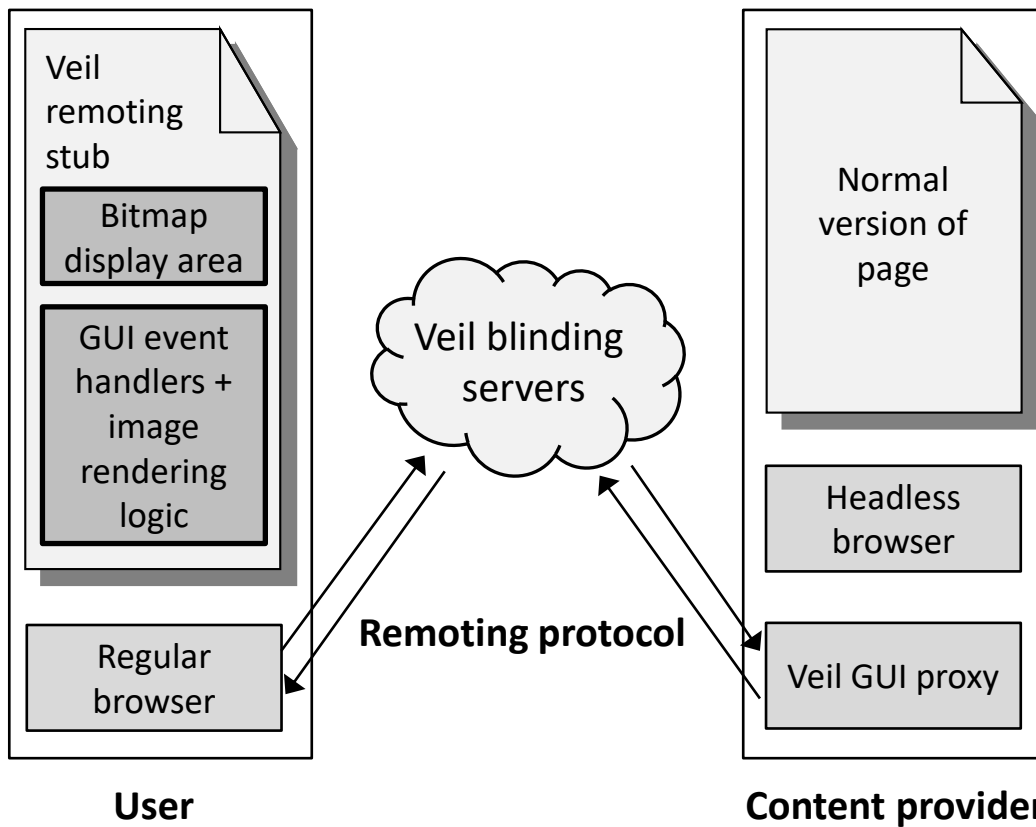 Veil
remoting
stub
Bitmap
display area
GUI event
handlers +
image
rendering
logic
Regular
browser
User
Veil blinding
servers
Remoting protocol
Normal
version of
page
Headless
browser
Veil GUI proxy
Content provider